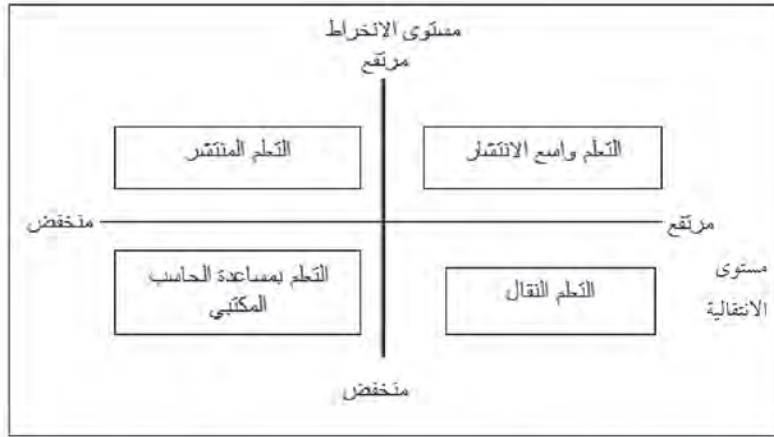 مستوى الانخراط
مرتفع
التعلم واسع الانتشار
التعلم المنتشر
مرتفع
منخفض
مستوى
الانتقالية
التعلم النقال
التعلم بمساعدة الحاسب
المكتبي
منخفض